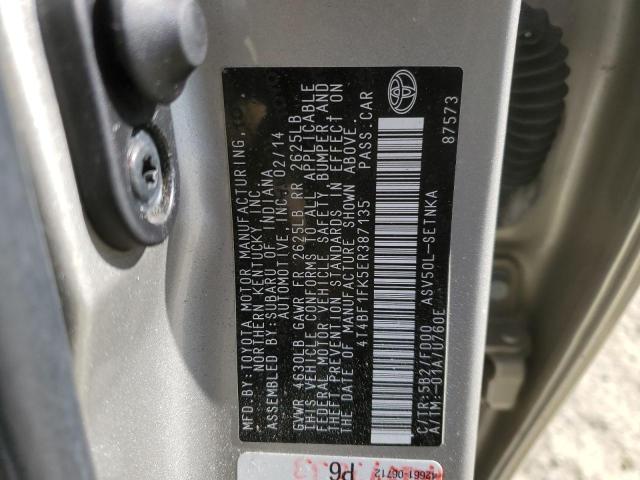 MFD.BY:TOYOTA MOTOR MANUFACTURING,
NORTHERN KENTUCKY, INC.
ASSEMBLED BY:SUBARU OF INDIANA
AUTOMOTIVE, INC. 02/14
GVWR 4630LB GAWR FR 2625LB RR 2625LB
THIS VEHICLE CONFORMS TO ALL APPLICABLE
FEDERAL MOTOR VEHICLE SAFETY, BUMPER AND
THEFT PREVENTION STANDARDS IN EFFECT ON
THE DATE OF MANUFACTURE SHOWN ABOVE.
4T4BF1FK5ER387135 PASS.CAR
C/TR:5B2/FD00 ASV50L-SETNKA
A/TM:-01A/U760E 87573
P6
42661-06712